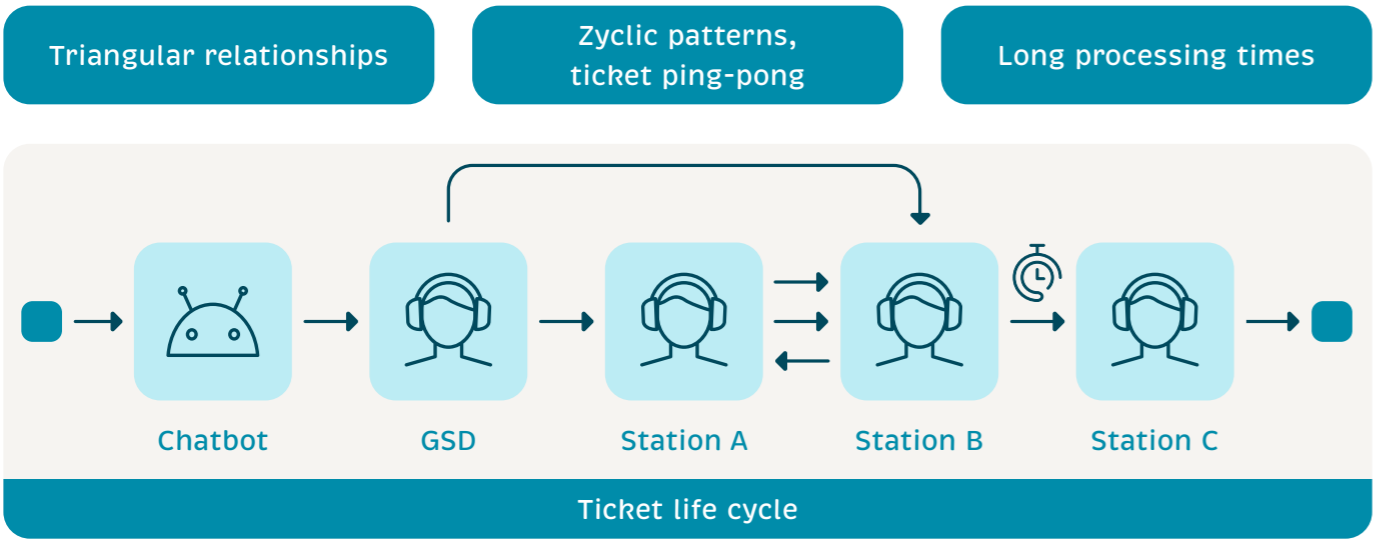 Triangular relationships
Zyclic patterns,
ticket ping-pong
Long processing times
Chatbot
GSD
Station A
Station B
Station C
Ticket life cycle